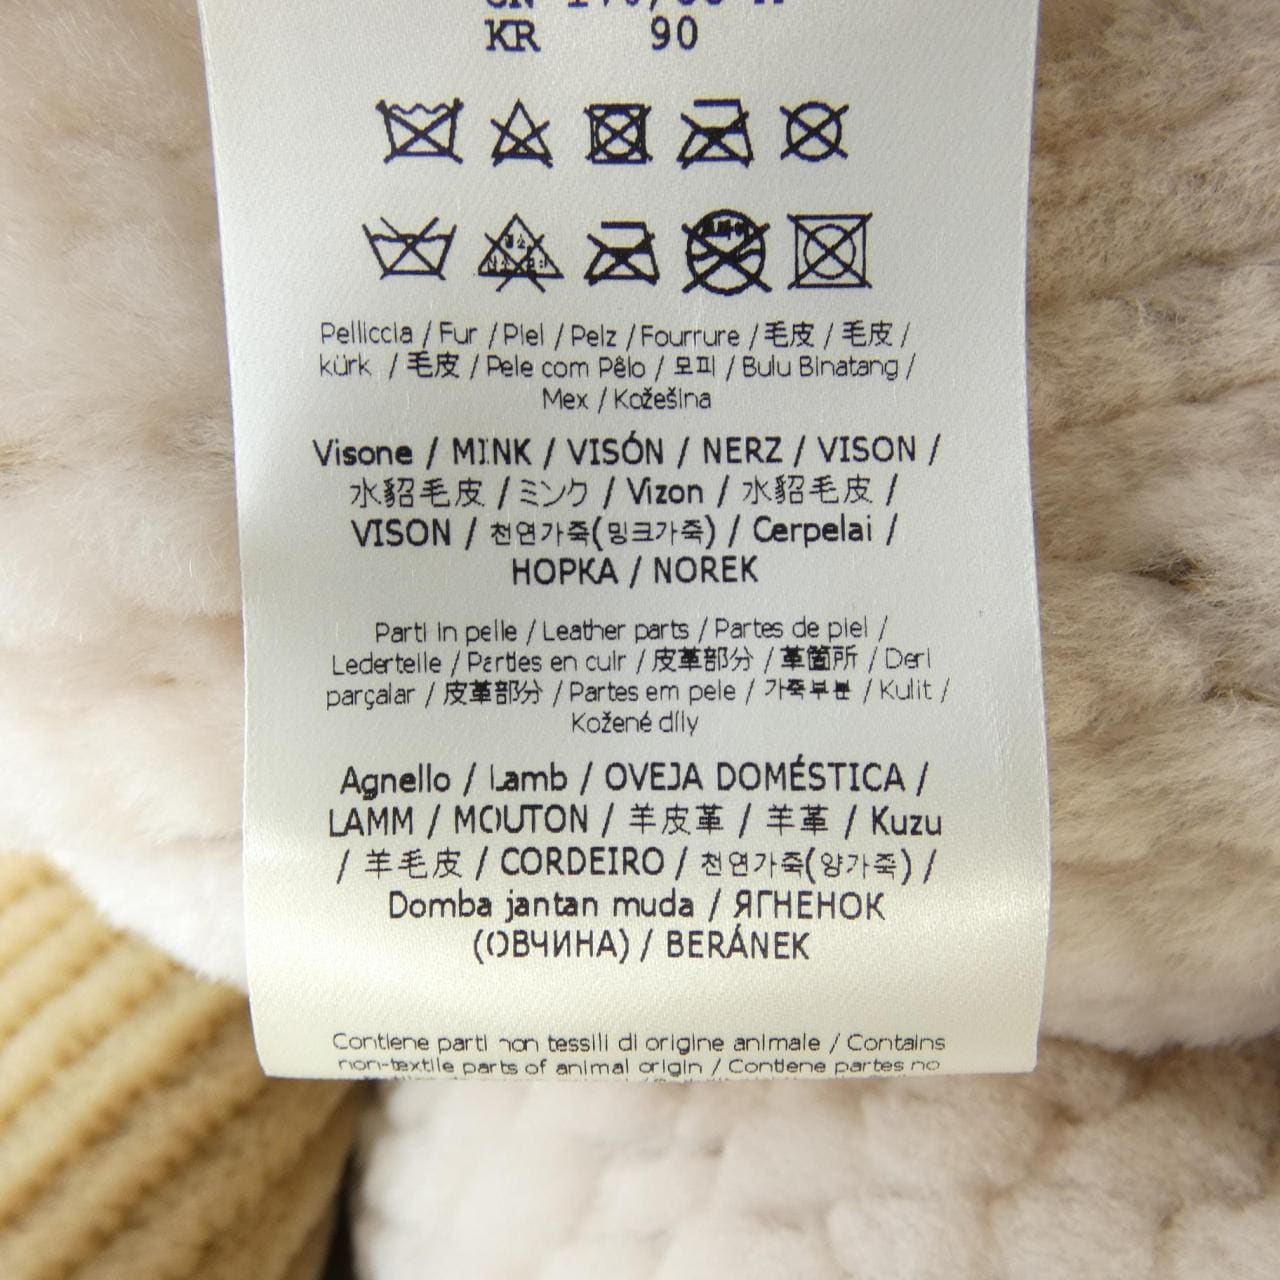 KR 90
Pelliccia / Fur / Piel / Pelz / Fourrure / 毛皮 / 毛皮 /
kürk / 毛皮 / Pele com Pêlo / 모피 / Bulu Binatang /
Mex / Kožešina
Visone / MINK / VISÓN / NERZ / VISON /
水貂毛皮 / ミンク / Vizon / 水貂毛皮 /
VISON / 천연가죽(밍크가죽) / Cerpelai /
НОРКА / NOREK
Parti in pelle / Leather parts / Partes de piel /
Lederteile / Parties en cuir / 皮革部分 / 革箇所 / Deri
parçalar / 皮革部分 / Partes em pele / 가죽부분 / Kulit /
Kožené díly
Agnello / Lamb / OVEJA DOMÉSTICA /
LAMM / MOUTON / 羊皮革 / 羊革 / Kuzu
/ 羊毛皮 / CORDEIRO / 천연가죽(양가죽) /
Domba jantan muda / ЯГНЕНОК
(ОВЧИНА) / BERÁNEK
Contiene parti non tessili di origine animale / Contains
non-textile parts of animal origin / Contiene partes no